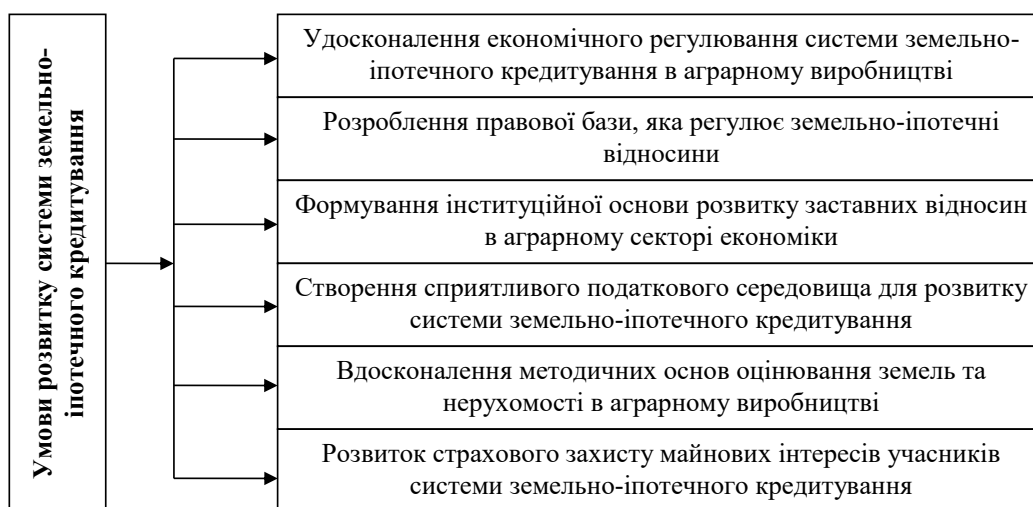 Умови розвитку системи земельно-
іпотечного кредитування
Удосконалення економічного регулювання системи земельно-
іпотечного кредитування в аграрному виробництві
Розроблення правової бази, яка регулює земельно-іпотечні
відносини
Формування інституційної основи розвитку заставних відносин
в аграрному секторі економіки
Створення сприятливого податкового середовища для розвитку
системи земельно-іпотечного кредитування
Вдосконалення методичних основ оцінювання земель та
нерухомості в аграрному виробництві
Розвиток страхового захисту майнових інтересів учасників
системи земельно-іпотечного кредитування